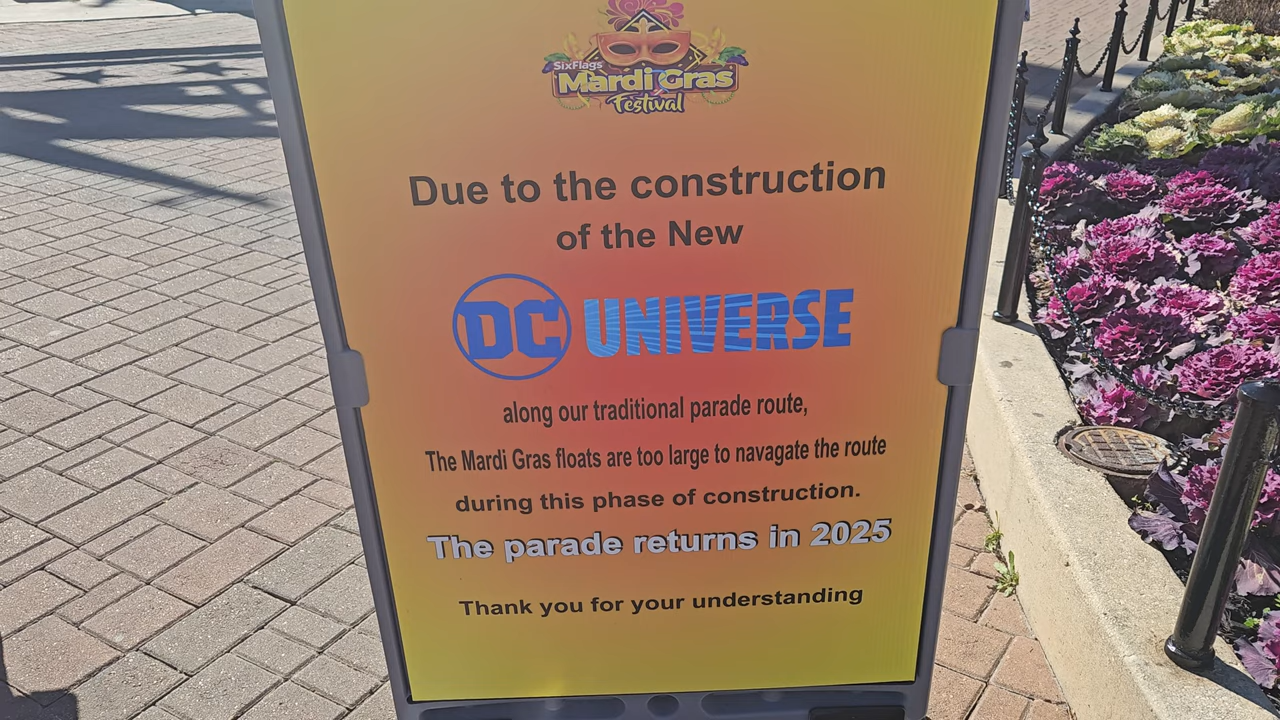 SixFlags
Mardi Gras
Festival
Due to the construction
of the New
DC UNIVERSE
along our traditional parade route,
The Mardi Gras floats are too large to navagate the route
during this phase of construction.
The parade returns in 2025
Thank you for your understanding